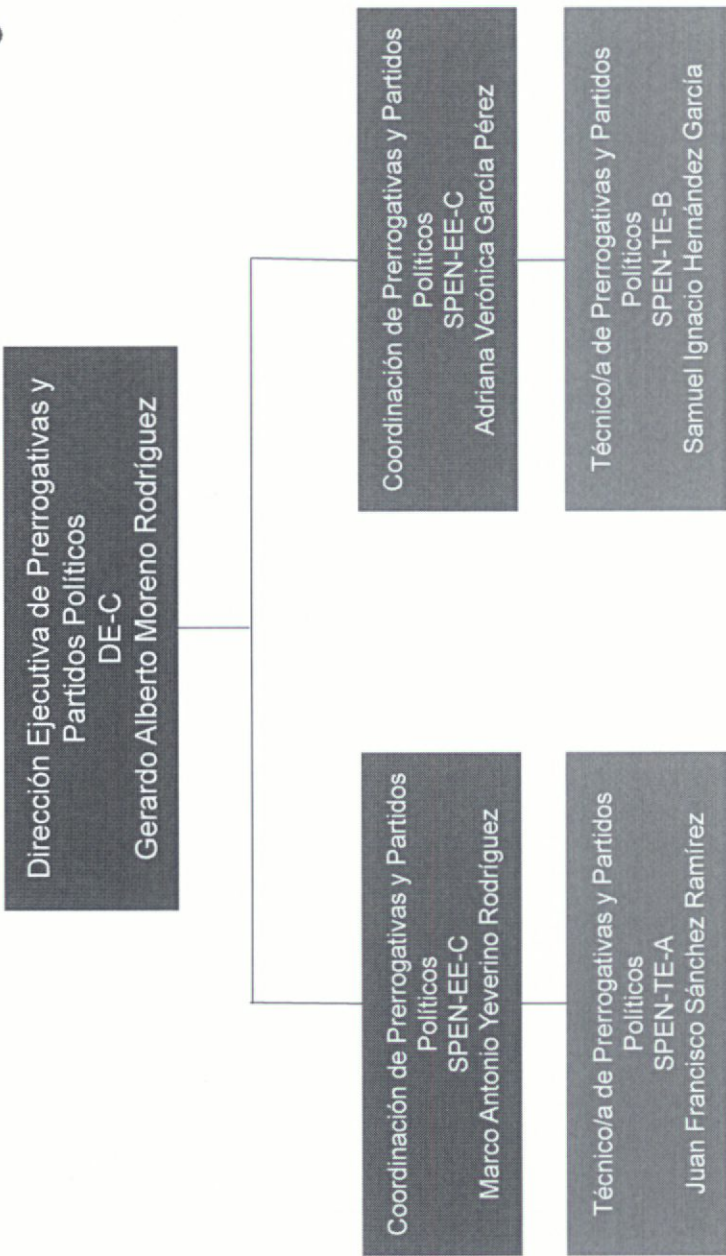 Dirección Ejecutiva de Prerrogativas y
Partidos Políticos
DE-C
Gerardo Alberto Moreno Rodríguez
Coordinación de Prerrogativas y Partidos
Políticos
SPEN-EE-C
Marco Antonio Yeverino Rodríguez
Coordinación de Prerrogativas y Partidos
Políticos
SPEN-EE-C
Adriana Verónica García Pérez
Técnico/a de Prerrogativas y Partidos
Políticos
SPEN-TE-A
Juan Francisco Sánchez Ramírez
Técnico/a de Prerrogativas y Partidos
Políticos
SPEN-TE-B
Samuel Ignacio Hernández García